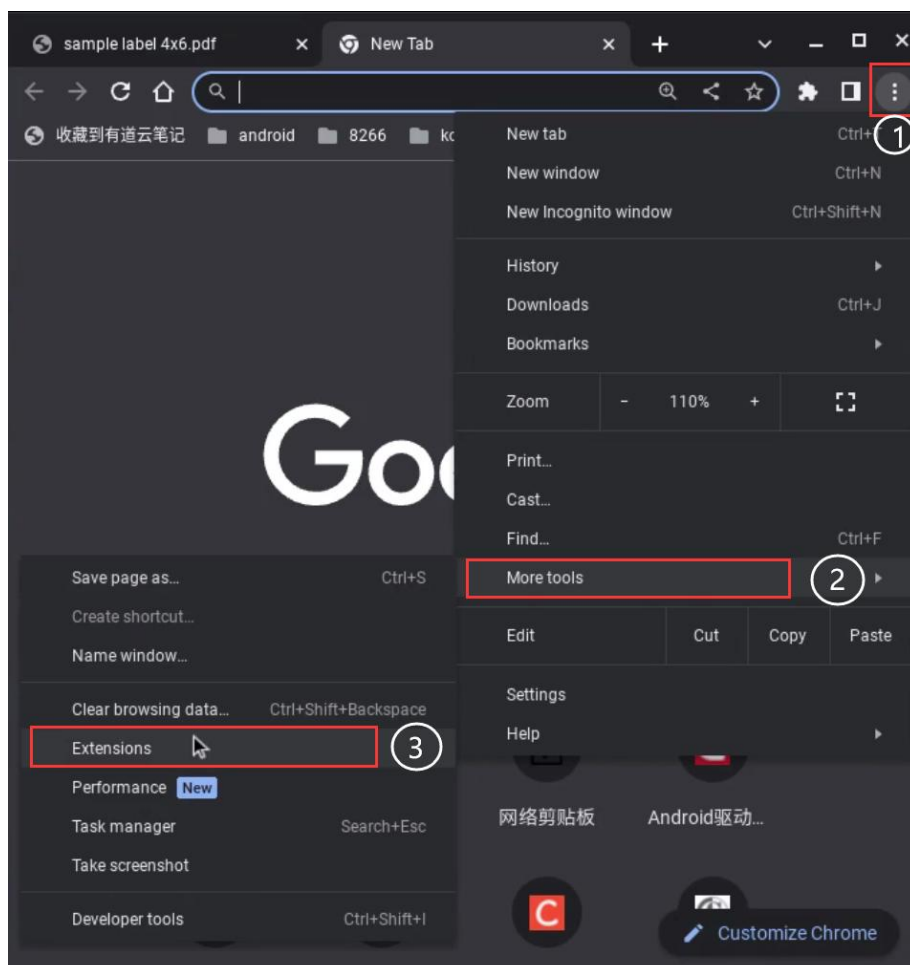 sample label 4x6.pdf New Tab
收藏到有道云笔记 android 8266
New tab
New window Ctrl+N
New Incognito window Ctrl+Shift+N
History
Downloads Ctrl+J
Bookmarks
Zoom - 110% +
Print...
Cast...
Find... Ctrl+F
More tools
Edit Cut Copy Paste
Settings
Help
1
2
Save page as... Ctrl+S
Create shortcut...
Name window...
Clear browsing data... Ctrl+Shift+Backspace
Extensions
3
Performance New
Task manager Search+Esc
Take screenshot
Developer tools Ctrl+Shift+I
网络剪贴板 Android驱动...
C
Customize Chrome